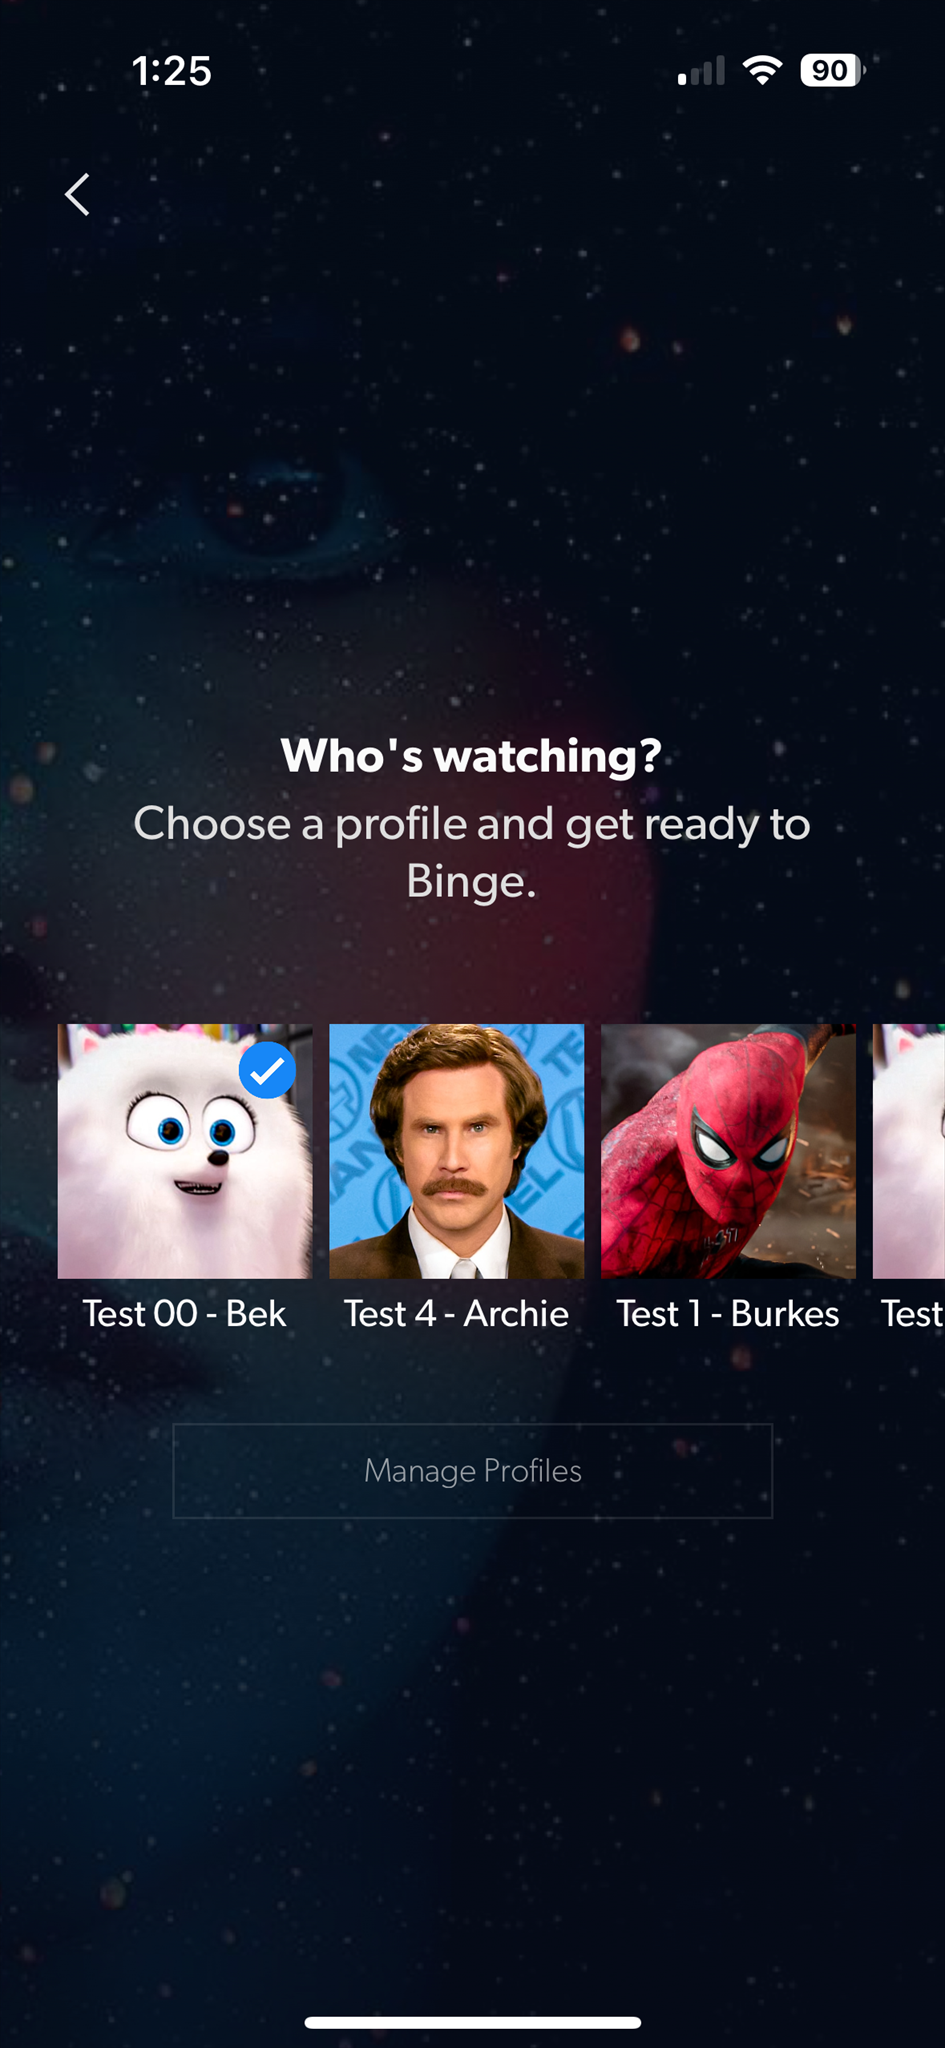 1:25
90
Who's watching?
Choose a profile and get ready to
Binge.
Test 00 - Bek
Test 4 - Archie
Test 1 - Burkes
Test
Manage Profiles